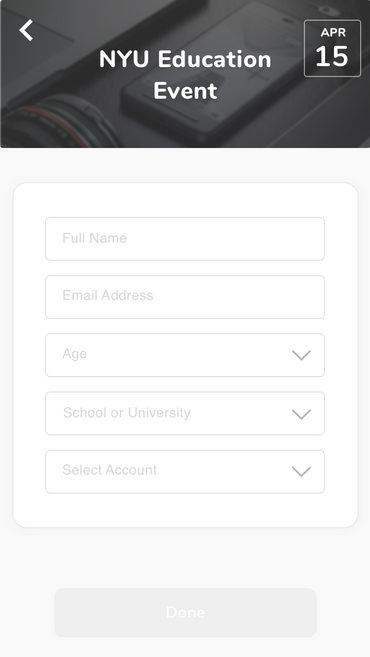 NYU Education
Event
APR
15
Full Name
Email Address
Age
School or University
Select Account
Done